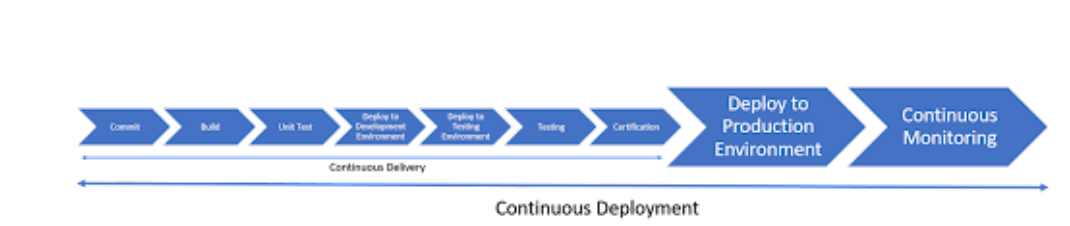 Commit
Build
Unit Test
Deploy to
Development
Environment
Deploy to
Testing
Environment
Testing
Certification
Deploy to
Production
Environment
Continuous
Monitoring
Continuous Delivery
Continuous Deployment